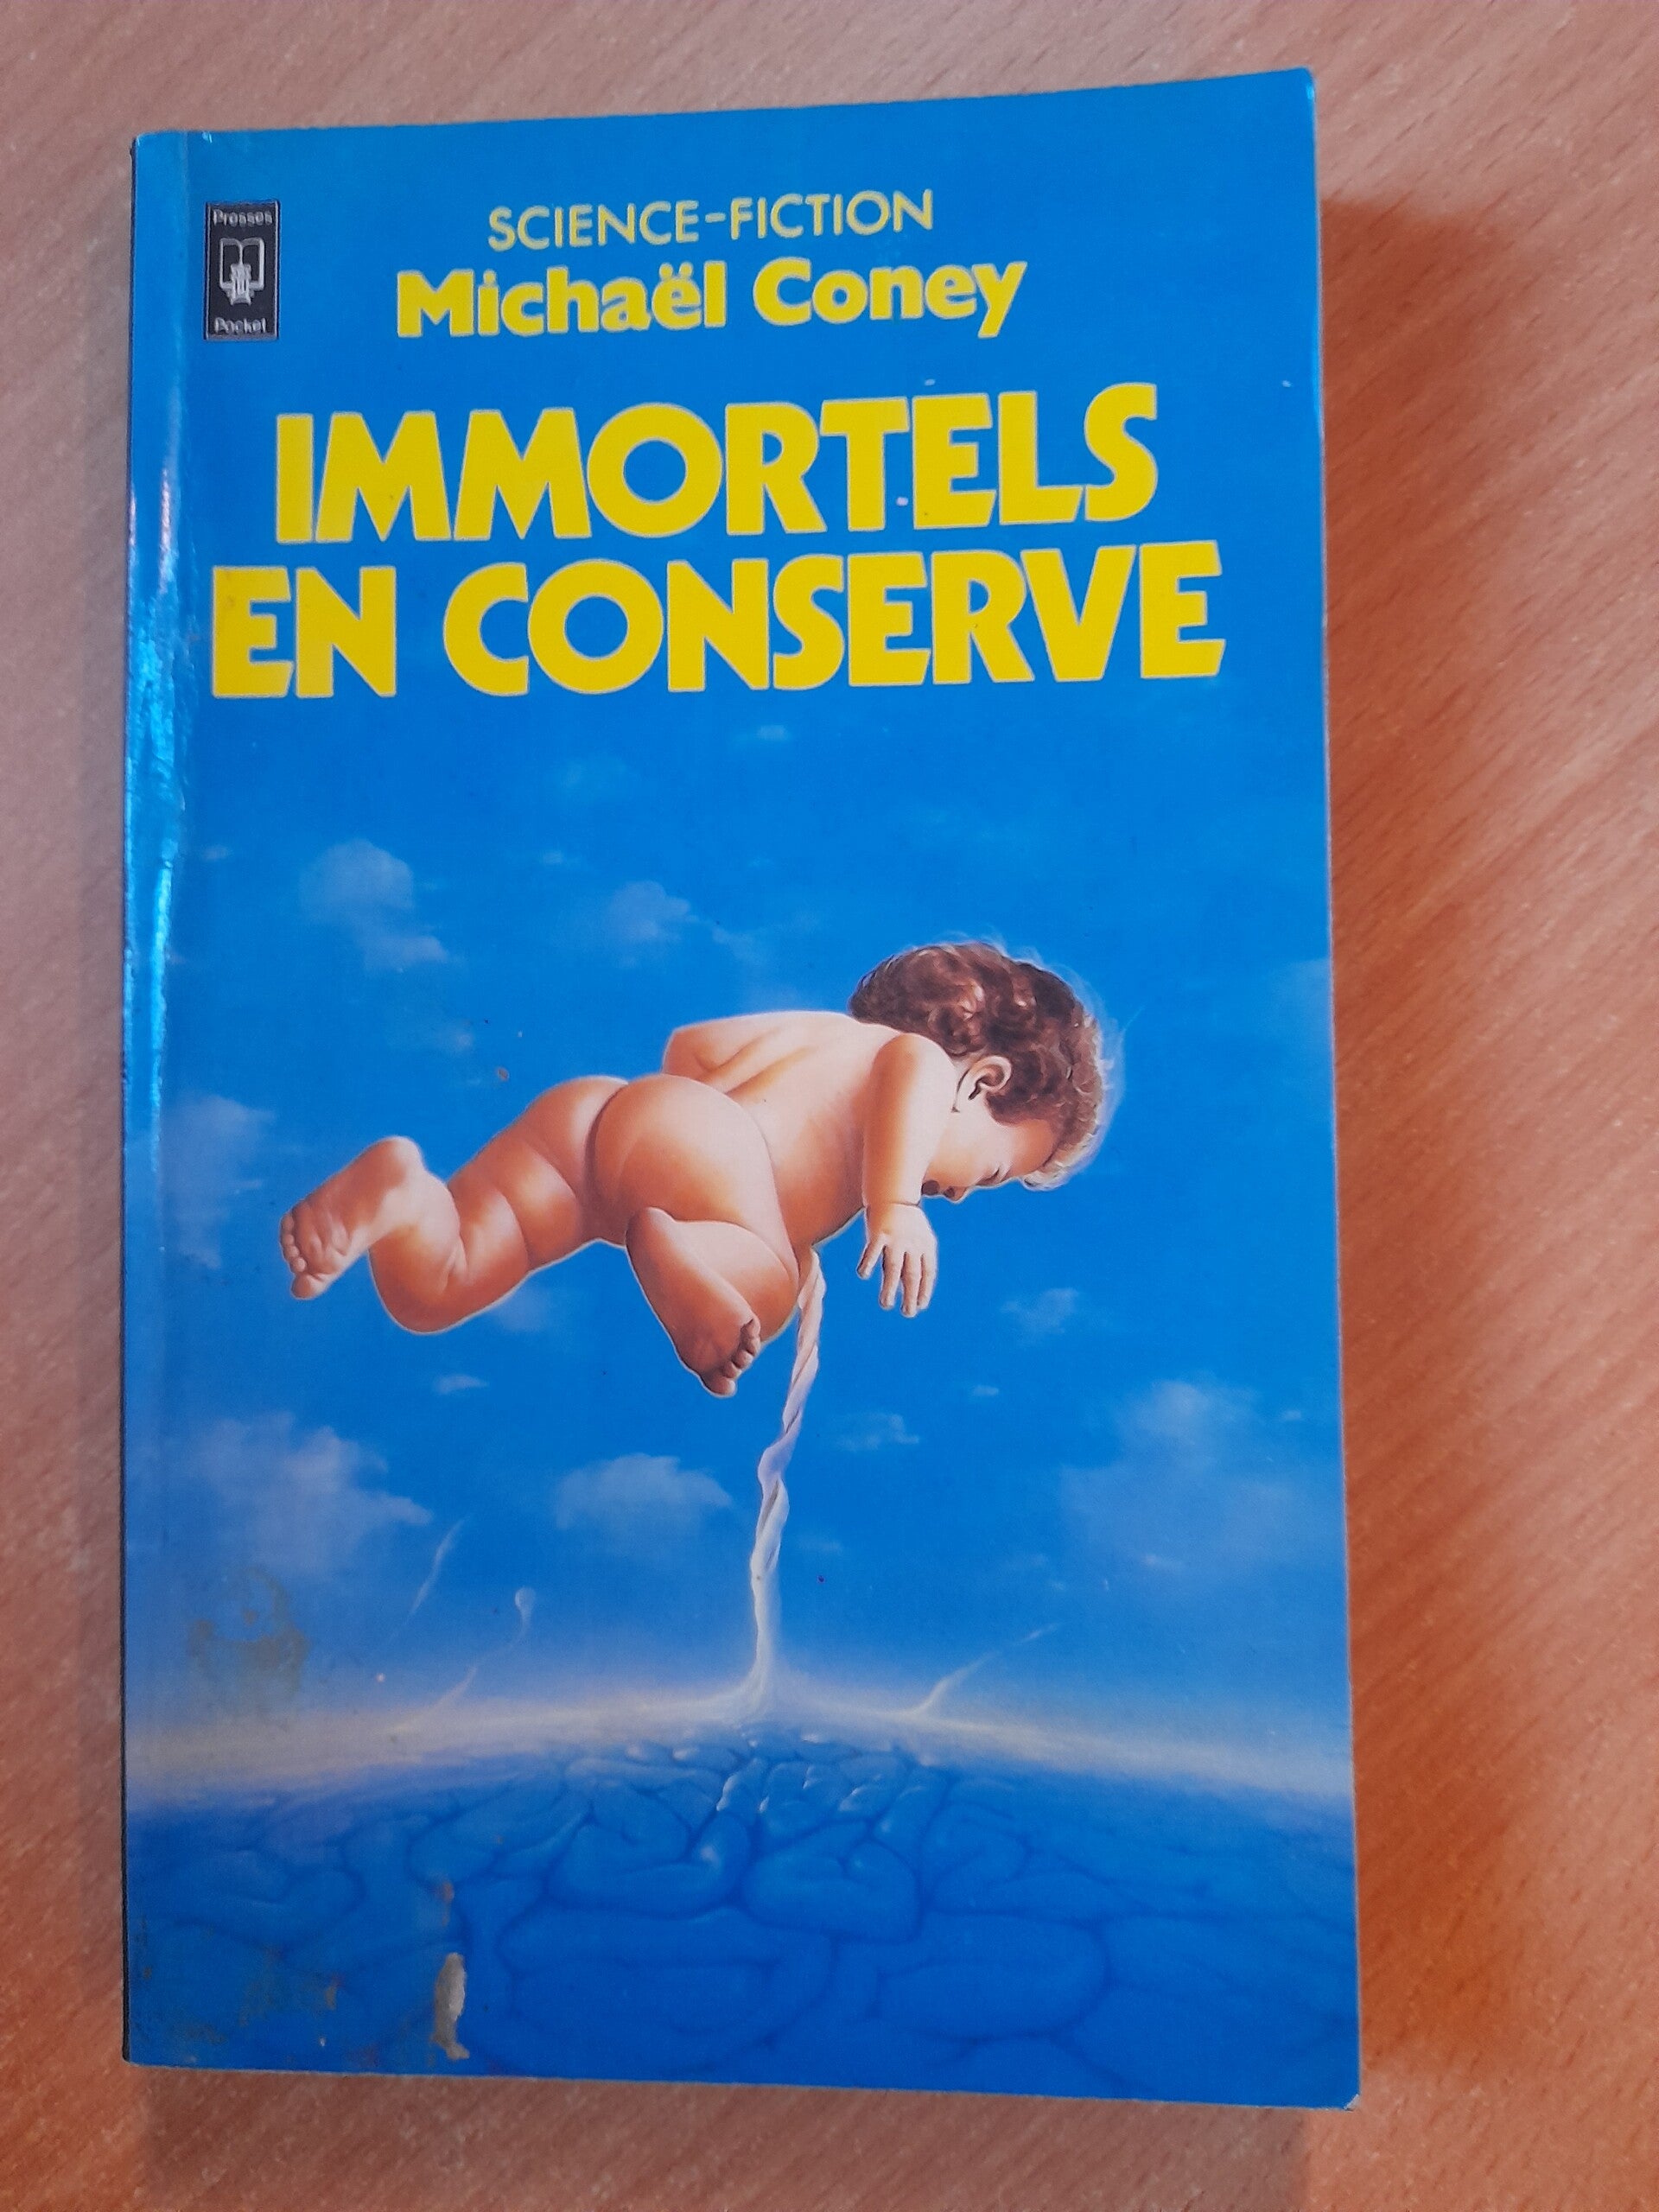 Presses
Pocket
SCIENCE-FICTION
Michaël Coney
IMMORTELS
EN CONSERVE